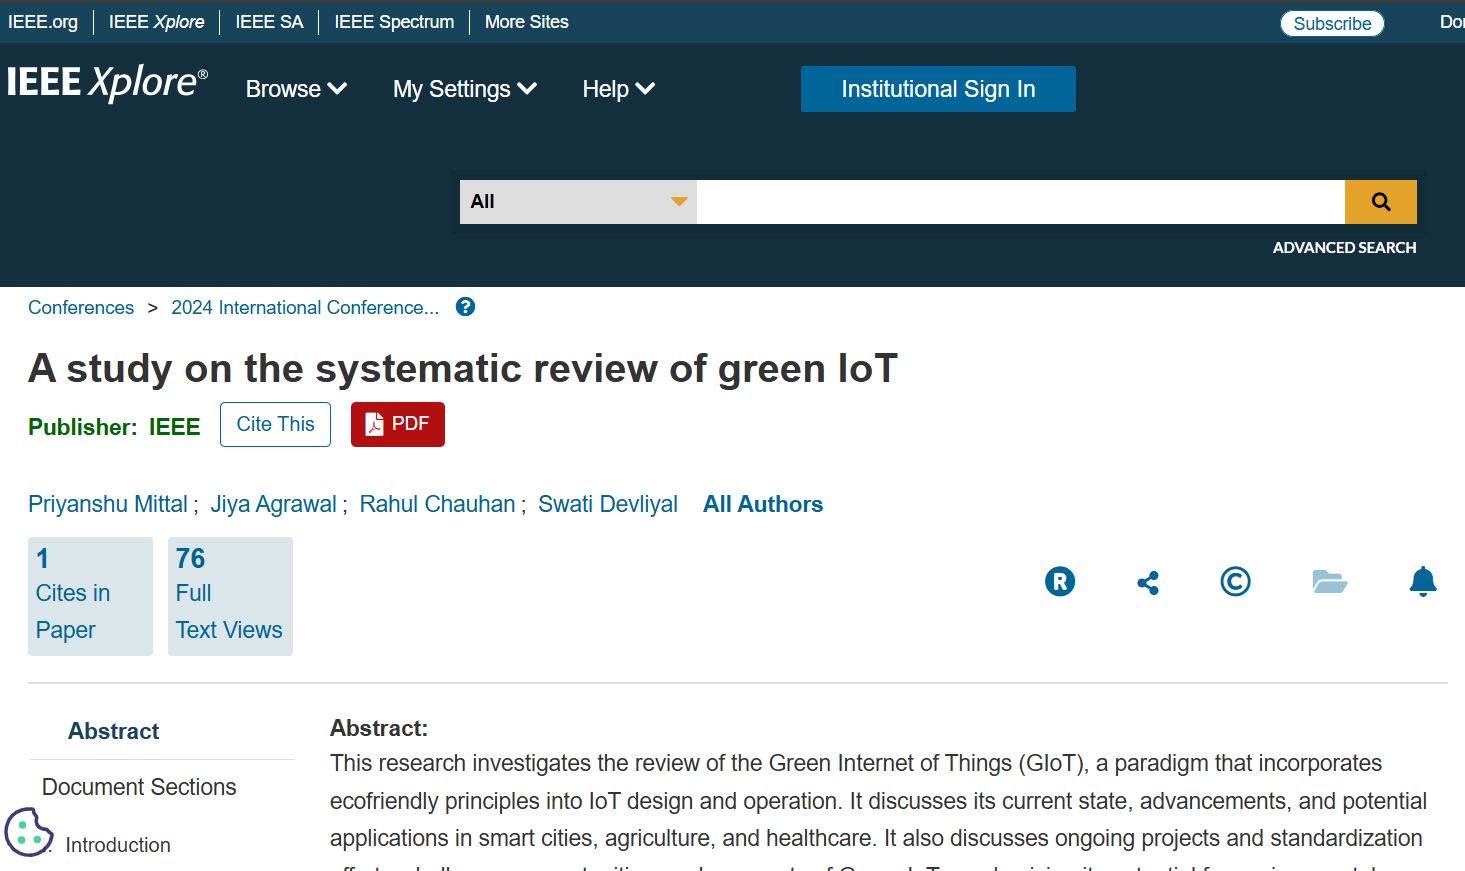 IEEE.org | IEEE Xplore | IEEE SA | IEEE Spectrum | More Sites Subscribe
IEEE Xplore® Browse My Settings Help Institutional Sign In
All
ADVANCED SEARCH
Conferences > 2024 International Conference... ?
A study on the systematic review of green IoT
Publisher: IEEE Cite This PDF
Priyanshu Mittal ; Jiya Agrawal ; Rahul Chauhan ; Swati Devliyal All Authors
1
Cites in
Paper
76
Full
Text Views
R ©
Abstract
Document Sections
Introduction
Abstract:
This research investigates the review of the Green Internet of Things (GIoT), a paradigm that incorporates
ecofriendly principles into IoT design and operation. It discusses its current state, advancements, and potential
applications in smart cities, agriculture, and healthcare. It also discusses ongoing projects and standardization